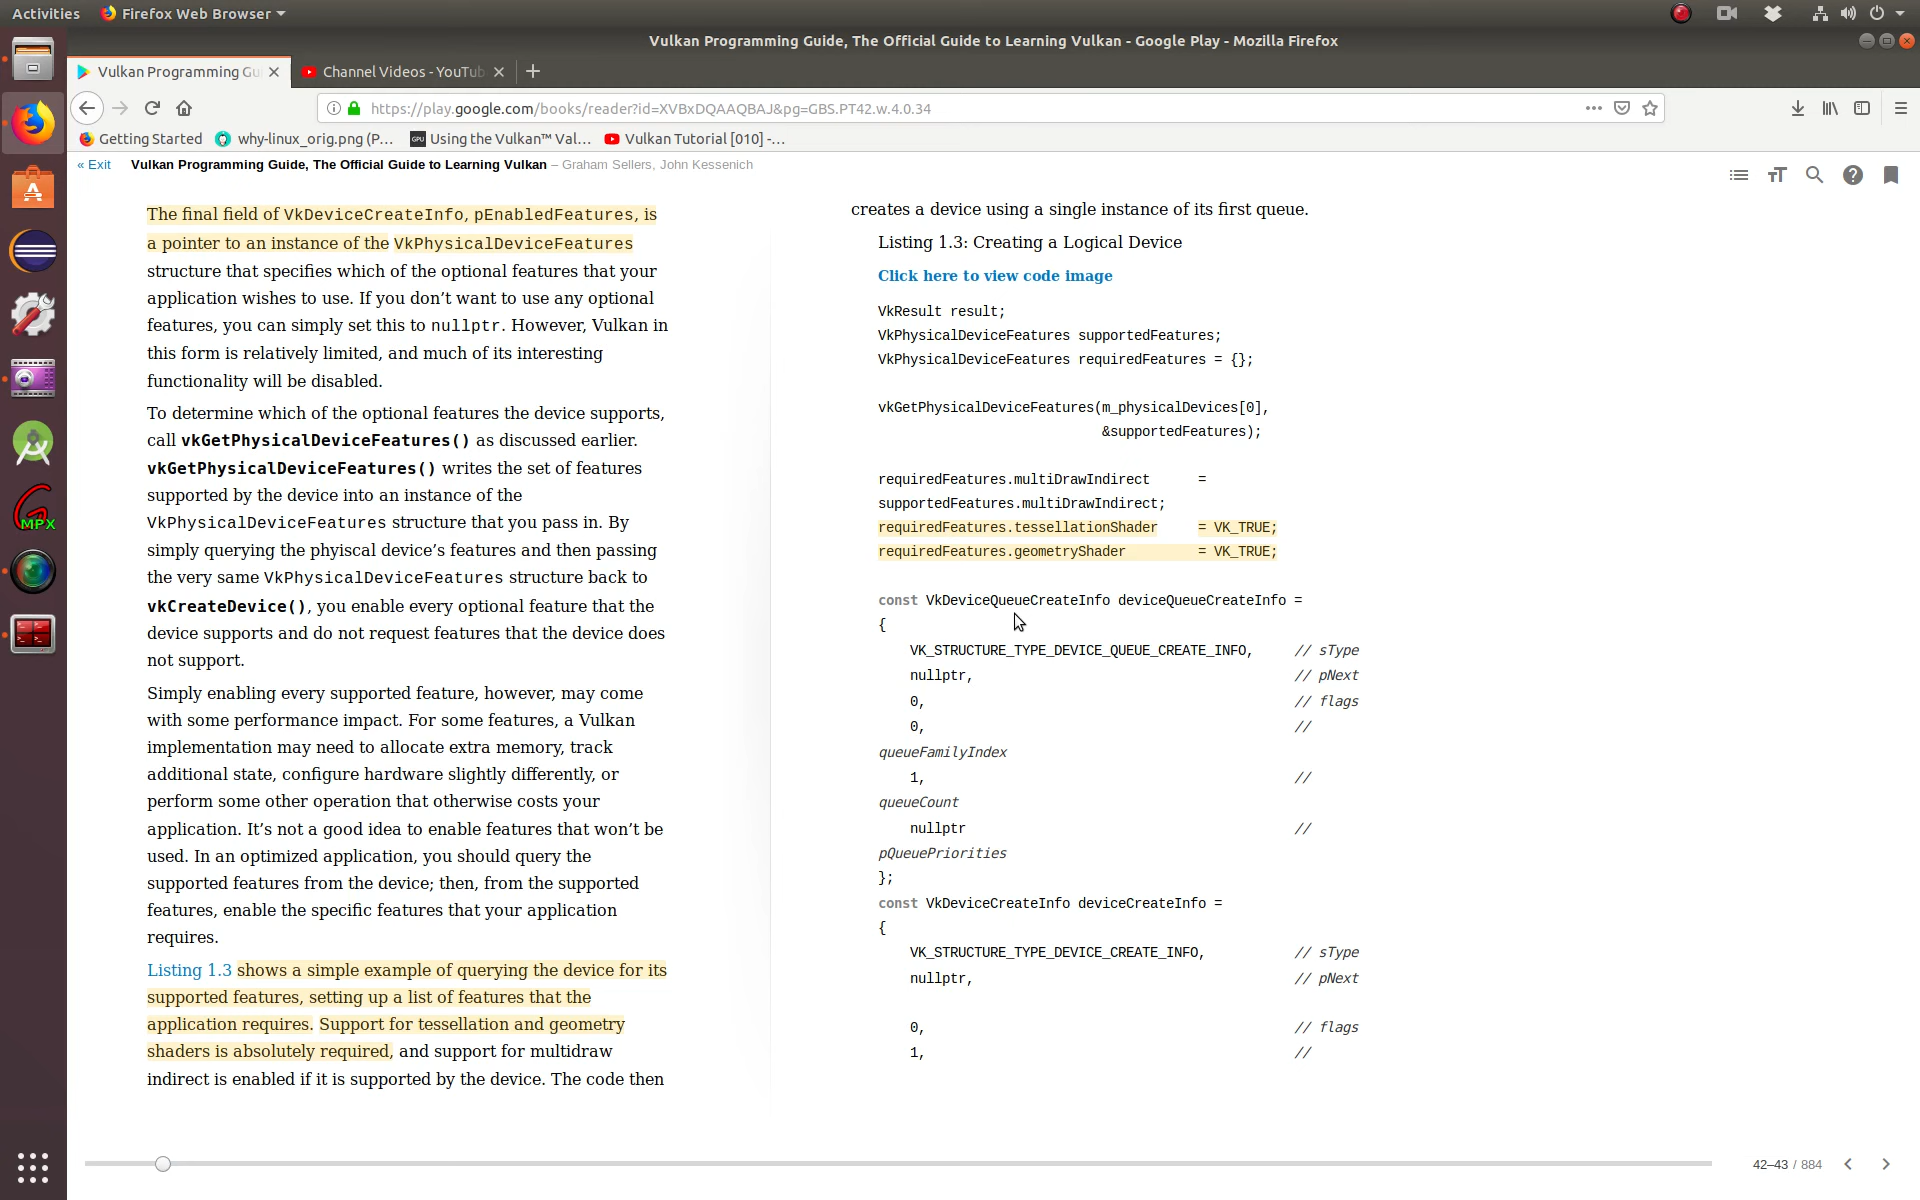 Activities
Firefox Web Browser
Vulkan Programming Guide, The Official Guide to Learning Vulkan - Google Play - Mozilla Firefox
Vulkan Programming Gu
Channel Videos - YouTub
https://play.google.com/books/reader?id=XVBxDQAAQBAJ&pg=GBS.PT42.w.4.0.34
Getting Started
why-linux_orig.png (P...
GPU
Using the Vulkan™ Val...
Vulkan Tutorial [010] -...
« Exit
Vulkan Programming Guide, The Official Guide to Learning Vulkan – Graham Sellers, John Kessenich
The final field of VkDeviceCreateInfo, pEnabledFeatures, is
a pointer to an instance of the VkPhysicalDeviceFeatures
structure that specifies which of the optional features that your
application wishes to use. If you don’t want to use any optional
features, you can simply set this to nullptr. However, Vulkan in
this form is relatively limited, and much of its interesting
functionality will be disabled.
To determine which of the optional features the device supports,
call vkGetPhysicalDeviceFeatures() as discussed earlier.
vkGetPhysicalDeviceFeatures() writes the set of features
supported by the device into an instance of the
VkPhysicalDeviceFeatures structure that you pass in. By
simply querying the phyiscal device’s features and then passing
the very same VkPhysicalDeviceFeatures structure back to
vkCreateDevice(), you enable every optional feature that the
device supports and do not request features that the device does
not support.
Simply enabling every supported feature, however, may come
with some performance impact. For some features, a Vulkan
implementation may need to allocate extra memory, track
additional state, configure hardware slightly differently, or
perform some other operation that otherwise costs your
application. It’s not a good idea to enable features that won’t be
used. In an optimized application, you should query the
supported features from the device; then, from the supported
features, enable the specific features that your application
requires.
Listing 1.3 shows a simple example of querying the device for its
supported features, setting up a list of features that the
application requires. Support for tessellation and geometry
shaders is absolutely required, and support for multidraw
indirect is enabled if it is supported by the device. The code then
creates a device using a single instance of its first queue.
Listing 1.3: Creating a Logical Device
Click here to view code image
VkResult result;
VkPhysicalDeviceFeatures supportedFeatures;
VkPhysicalDeviceFeatures requiredFeatures = {};
vkGetPhysicalDeviceFeatures(m_physicalDevices[0],
&supportedFeatures);
requiredFeatures.multiDrawIndirect =
supportedFeatures.multiDrawIndirect;
requiredFeatures.tessellationShader = VK_TRUE;
requiredFeatures.geometryShader = VK_TRUE;
const VkDeviceQueueCreateInfo deviceQueueCreateInfo =
{
VK_STRUCTURE_TYPE_DEVICE_QUEUE_CREATE_INFO, // sType
nullptr, // pNext
0, // flags
0, //
queueFamilyIndex
1, //
queueCount
nullptr //
pQueuePriorities
};
const VkDeviceCreateInfo deviceCreateInfo =
{
VK_STRUCTURE_TYPE_DEVICE_CREATE_INFO, // sType
nullptr, // pNext
0, // flags
1, //
42–43 / 884
MPX